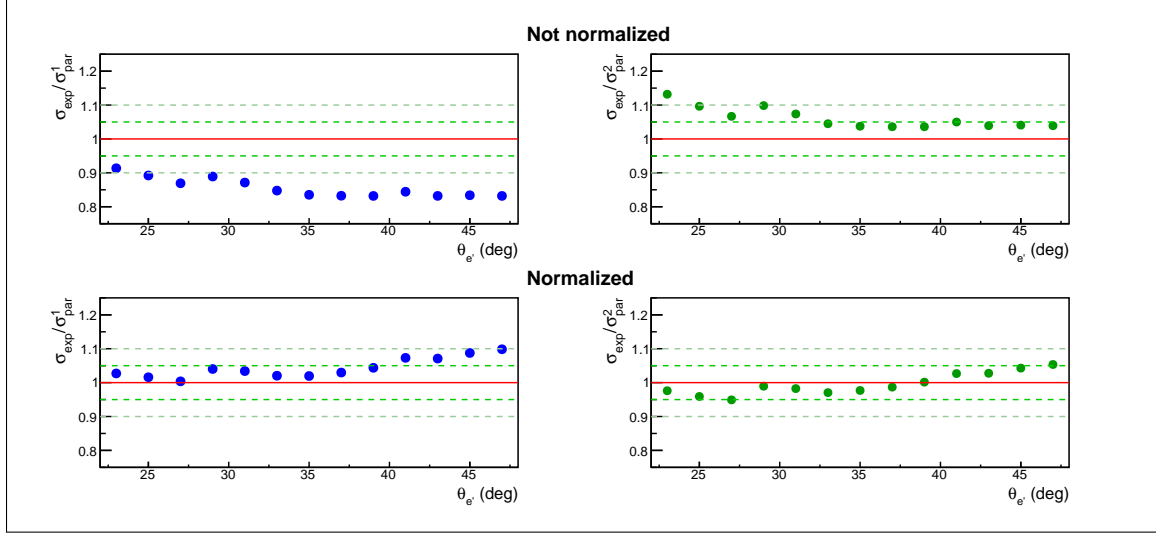 Not normalized
σexp/σ¹par
1.2
1.1
1
0.9
0.8
25 30 35 40 45
θe' (deg)
σexp/σ²par
1.2
1.1
1
0.9
0.8
25 30 35 40 45
θe' (deg)
Normalized
σexp/σ¹par
1.2
1.1
1
0.9
0.8
25 30 35 40 45
θe' (deg)
σexp/σ²par
1.2
1.1
1
0.9
0.8
25 30 35 40 45
θe' (deg)